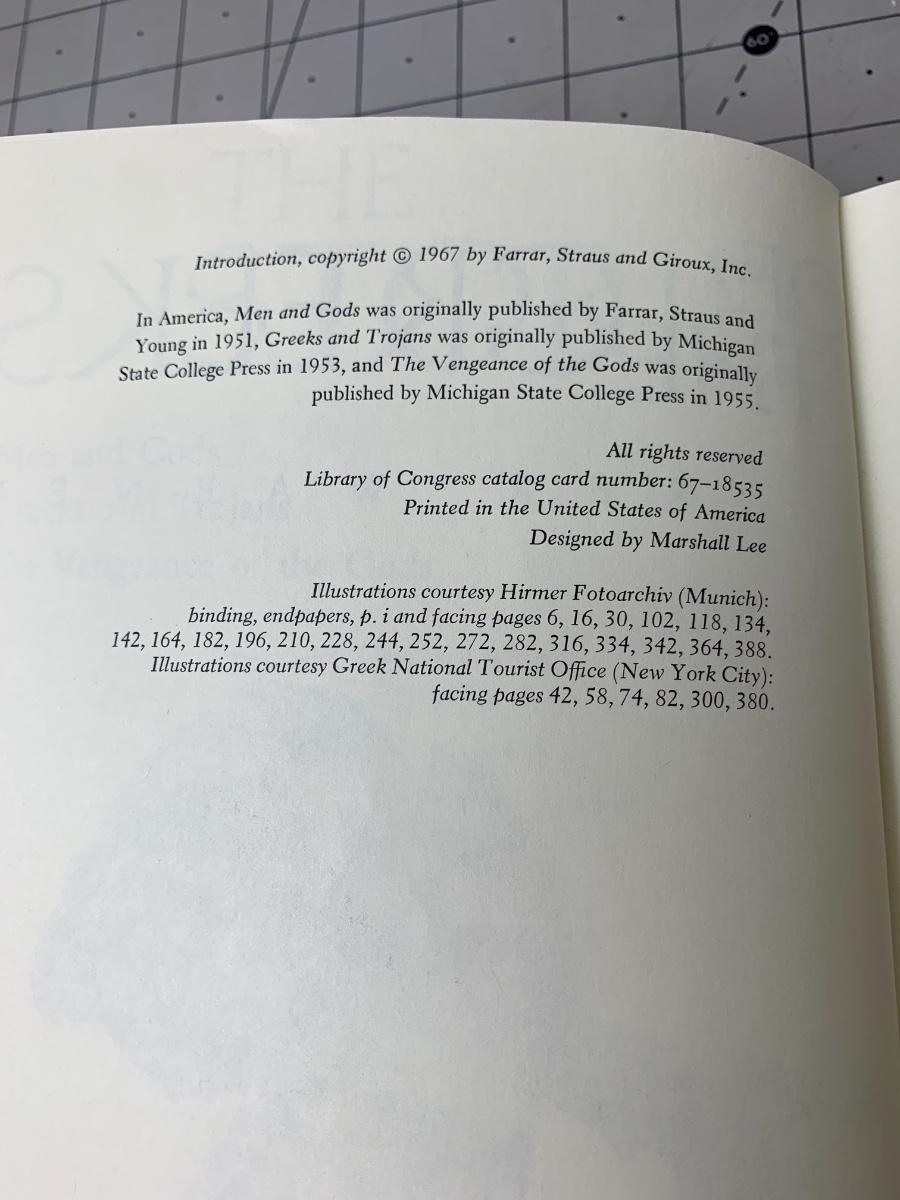 60°
THE
Introduction, copyright © 1967 by Farrar, Straus and Giroux, Inc.
In America, Men and Gods was originally published by Farrar, Straus and
Young in 1951, Greeks and Trojans was originally published by Michigan
State College Press in 1953, and The Vengeance of the Gods was originally
published by Michigan State College Press in 1955.
All rights reserved
Library of Congress catalog card number: 67–18535
Printed in the United States of America
Designed by Marshall Lee
Illustrations courtesy Hirmer Fotoarchiv (Munich):
binding, endpapers, p. i and facing pages 6, 16, 30, 102, 118, 134,
142, 164, 182, 196, 210, 228, 244, 252, 272, 282, 316, 334, 342, 364, 388.
Illustrations courtesy Greek National Tourist Office (New York City):
facing pages 42, 58, 74, 82, 300, 380.